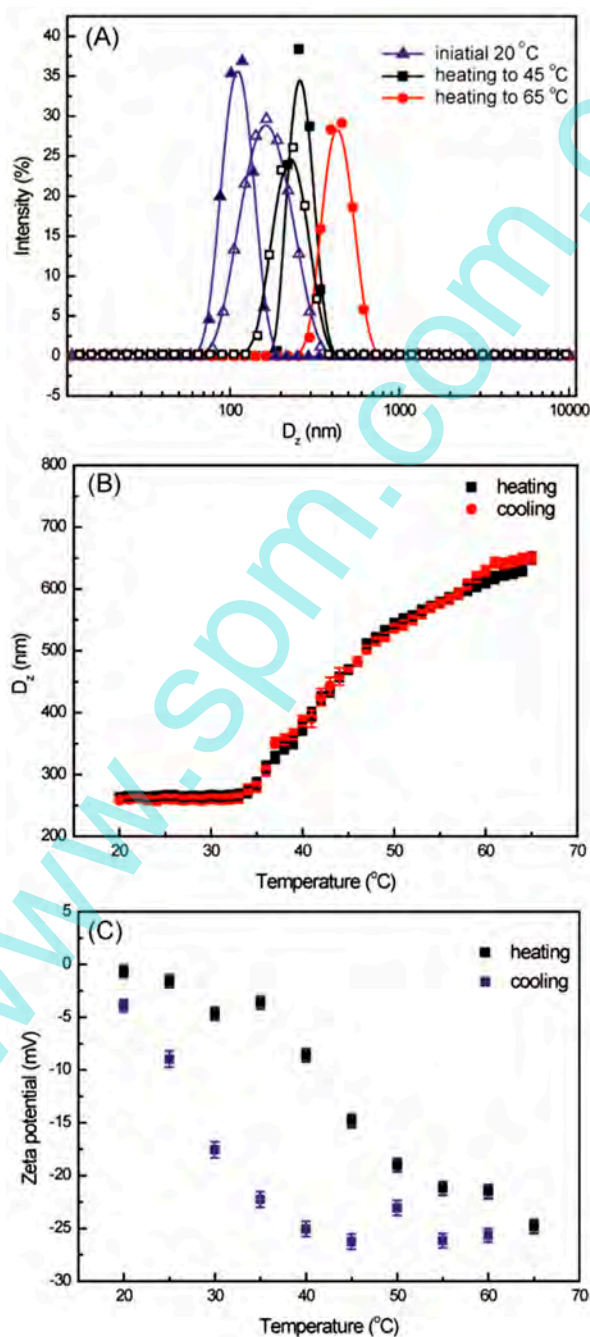 (A)
iniatial 20 °C
heating to 45 °C
heating to 65 °C
40
35
30
25
20
15
10
5
0
-5
Intensity (%)
100 1000 10000
D_z (nm)
(B)
heating
cooling
800
700
600
500
400
300
200
D_z (nm)
20 30 40 50 60 70
Temperature (°C)
(C)
heating
cooling
5
0
-5
-10
-15
-20
-25
-30
Zeta potential (mV)
20 30 40 50 60 70
Temperature (°C)
www.spm.com.c